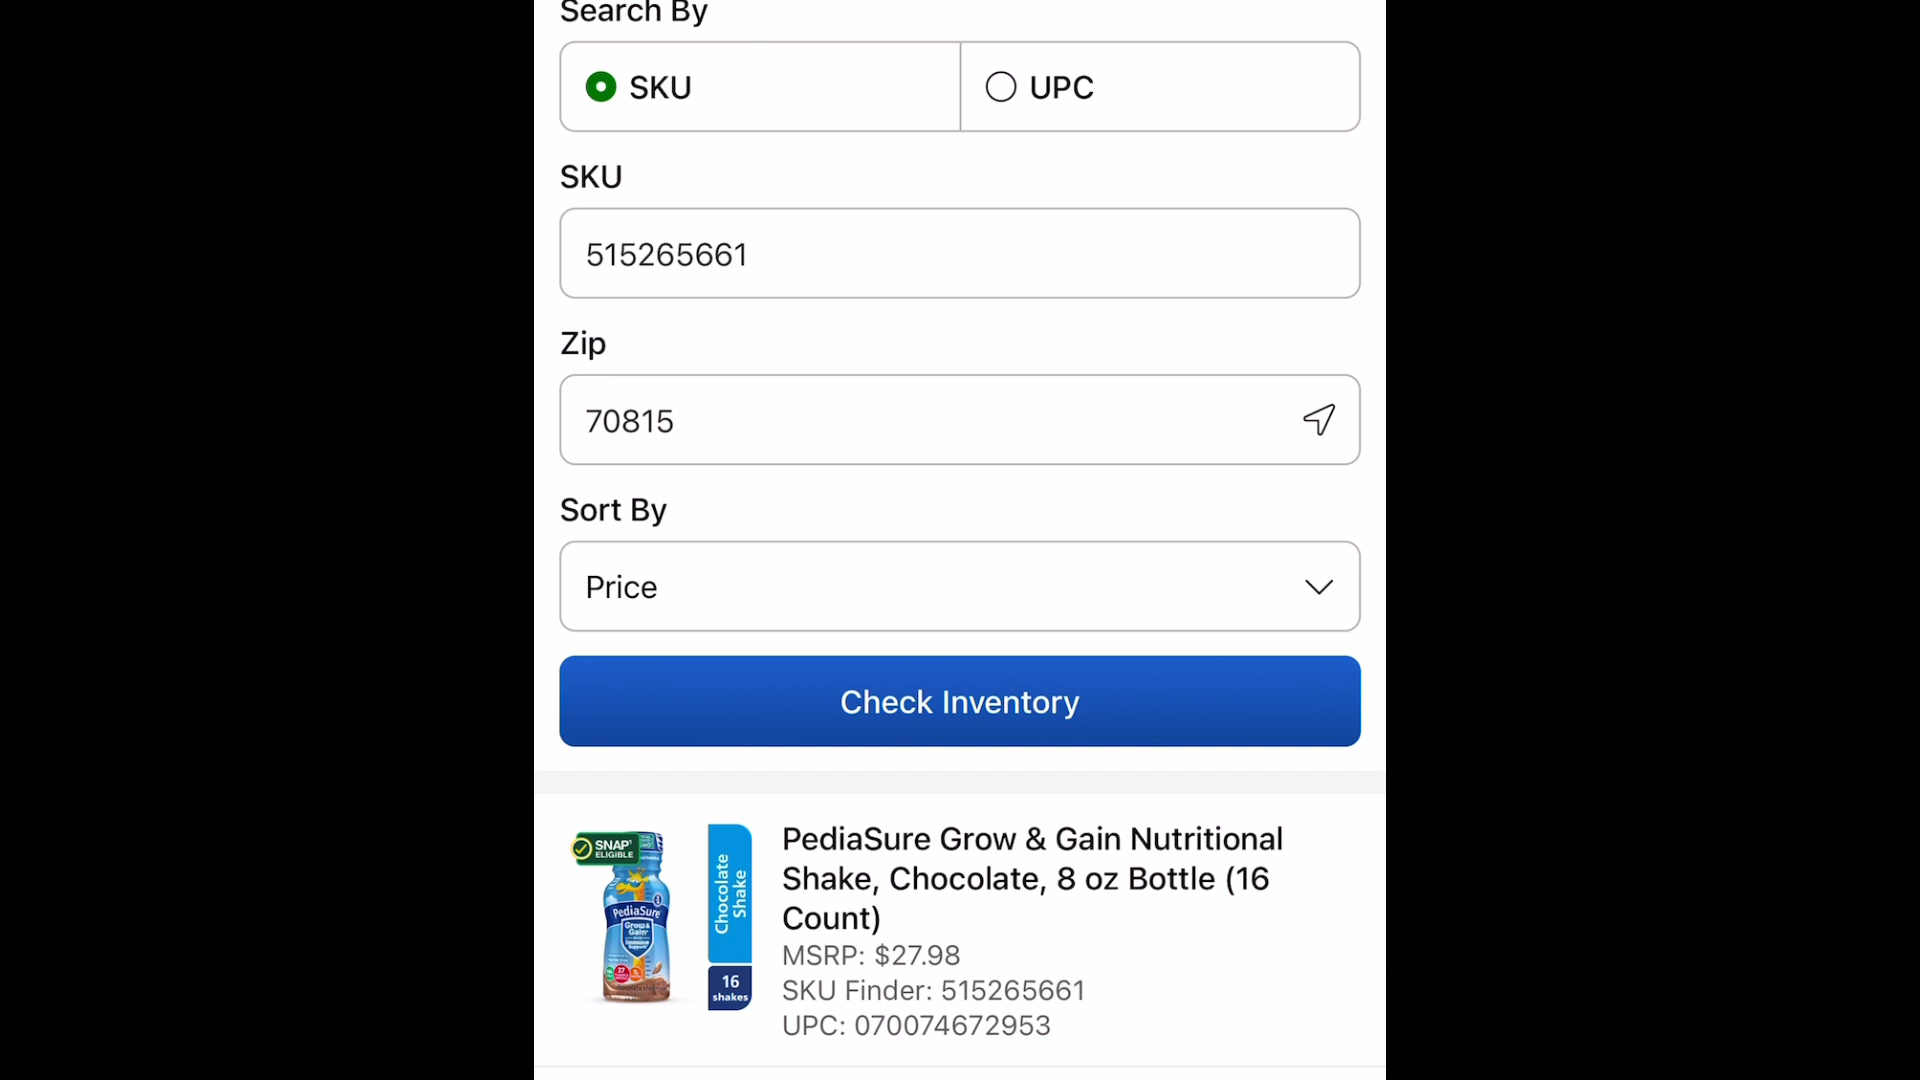 Search By
SKU
UPC
SKU
515265661
Zip
70815
Sort By
Price
Check Inventory
SNAP
ELIGIBLE
PediaSure
Grow &
Gain
Chocolate
Shake
16
shakes
PediaSure Grow & Gain Nutritional
Shake, Chocolate, 8 oz Bottle (16
Count)
MSRP: $27.98
SKU Finder: 515265661
UPC: 070074672953